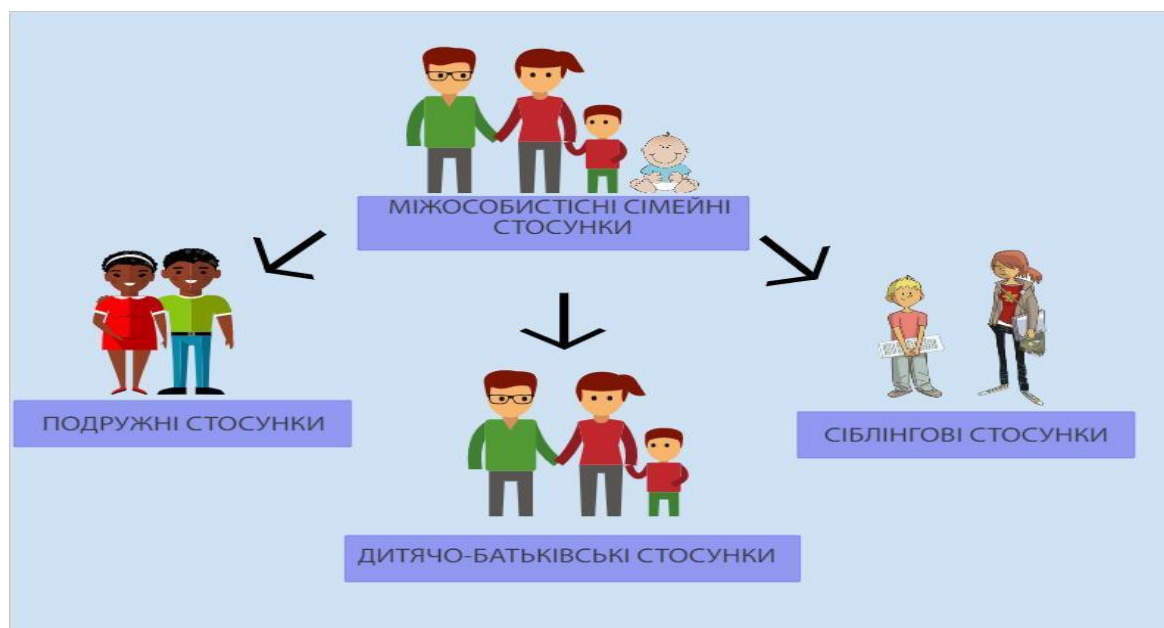 МІЖОСОБИСТІСНІ СІМЕЙНІ
СТОСУНКИ
ПОДРУЖНІ СТОСУНКИ
СІБЛІНГОВІ СТОСУНКИ
ДИТЯЧО-БАТЬКІВСЬКІ СТОСУНКИ